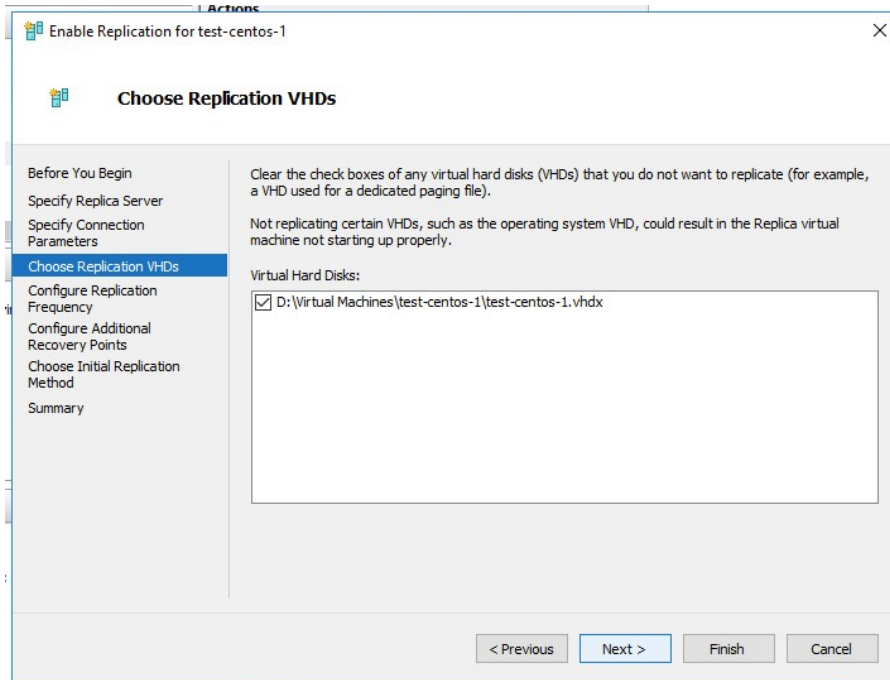 Actions
Enable Replication for test-centos-1
Choose Replication VHDs
Before You Begin
Specify Replica Server
Specify Connection
Parameters
Choose Replication VHDs
Configure Replication
Frequency
Configure Additional
Recovery Points
Choose Initial Replication
Method
Summary
Clear the check boxes of any virtual hard disks (VHDs) that you do not want to replicate (for example,
a VHD used for a dedicated paging file).
Not replicating certain VHDs, such as the operating system VHD, could result in the Replica virtual
machine not starting up properly.
Virtual Hard Disks:
D:\Virtual Machines\test-centos-1\test-centos-1.vhdx
< Previous
Next >
Finish
Cancel